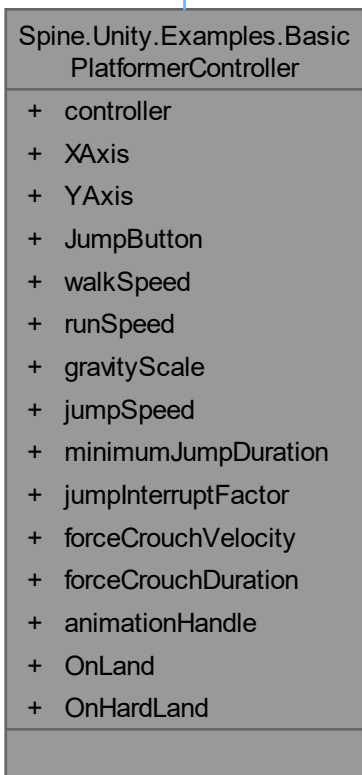 Spine.Unity.Examples.Basic
PlatformerController
+ controller
+ XAxis
+ YAxis
+ JumpButton
+ walkSpeed
+ runSpeed
+ gravityScale
+ jumpSpeed
+ minimumJumpDuration
+ jumpInterruptFactor
+ forceCrouchVelocity
+ forceCrouchDuration
+ animationHandle
+ OnLand
+ OnHardLand